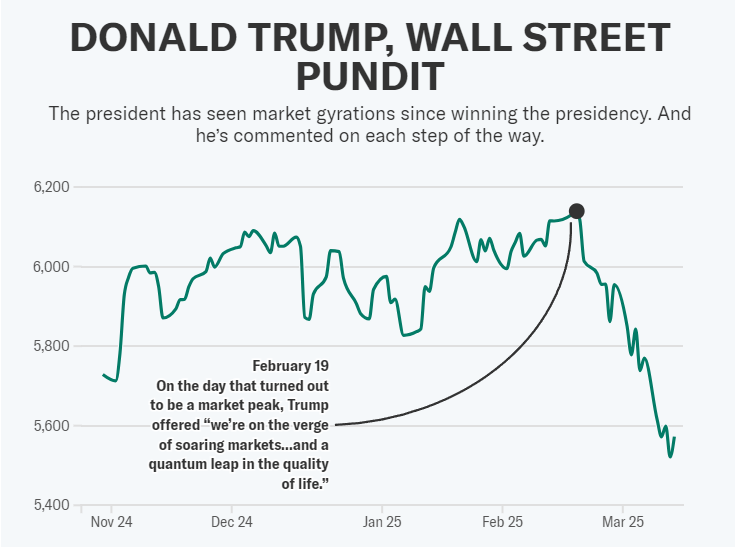 DONALD TRUMP, WALL STREET
PUNDIT
The president has seen market gyrations since winning the presidency. And
he’s commented on each step of the way.
6,200
6,000
5,800
5,600
5,400
February 19
On the day that turned out
to be a market peak, Trump
offered “we’re on the verge
of soaring markets...and a
quantum leap in the quality
of life.”
Nov 24
Dec 24
Jan 25
Feb 25
Mar 25